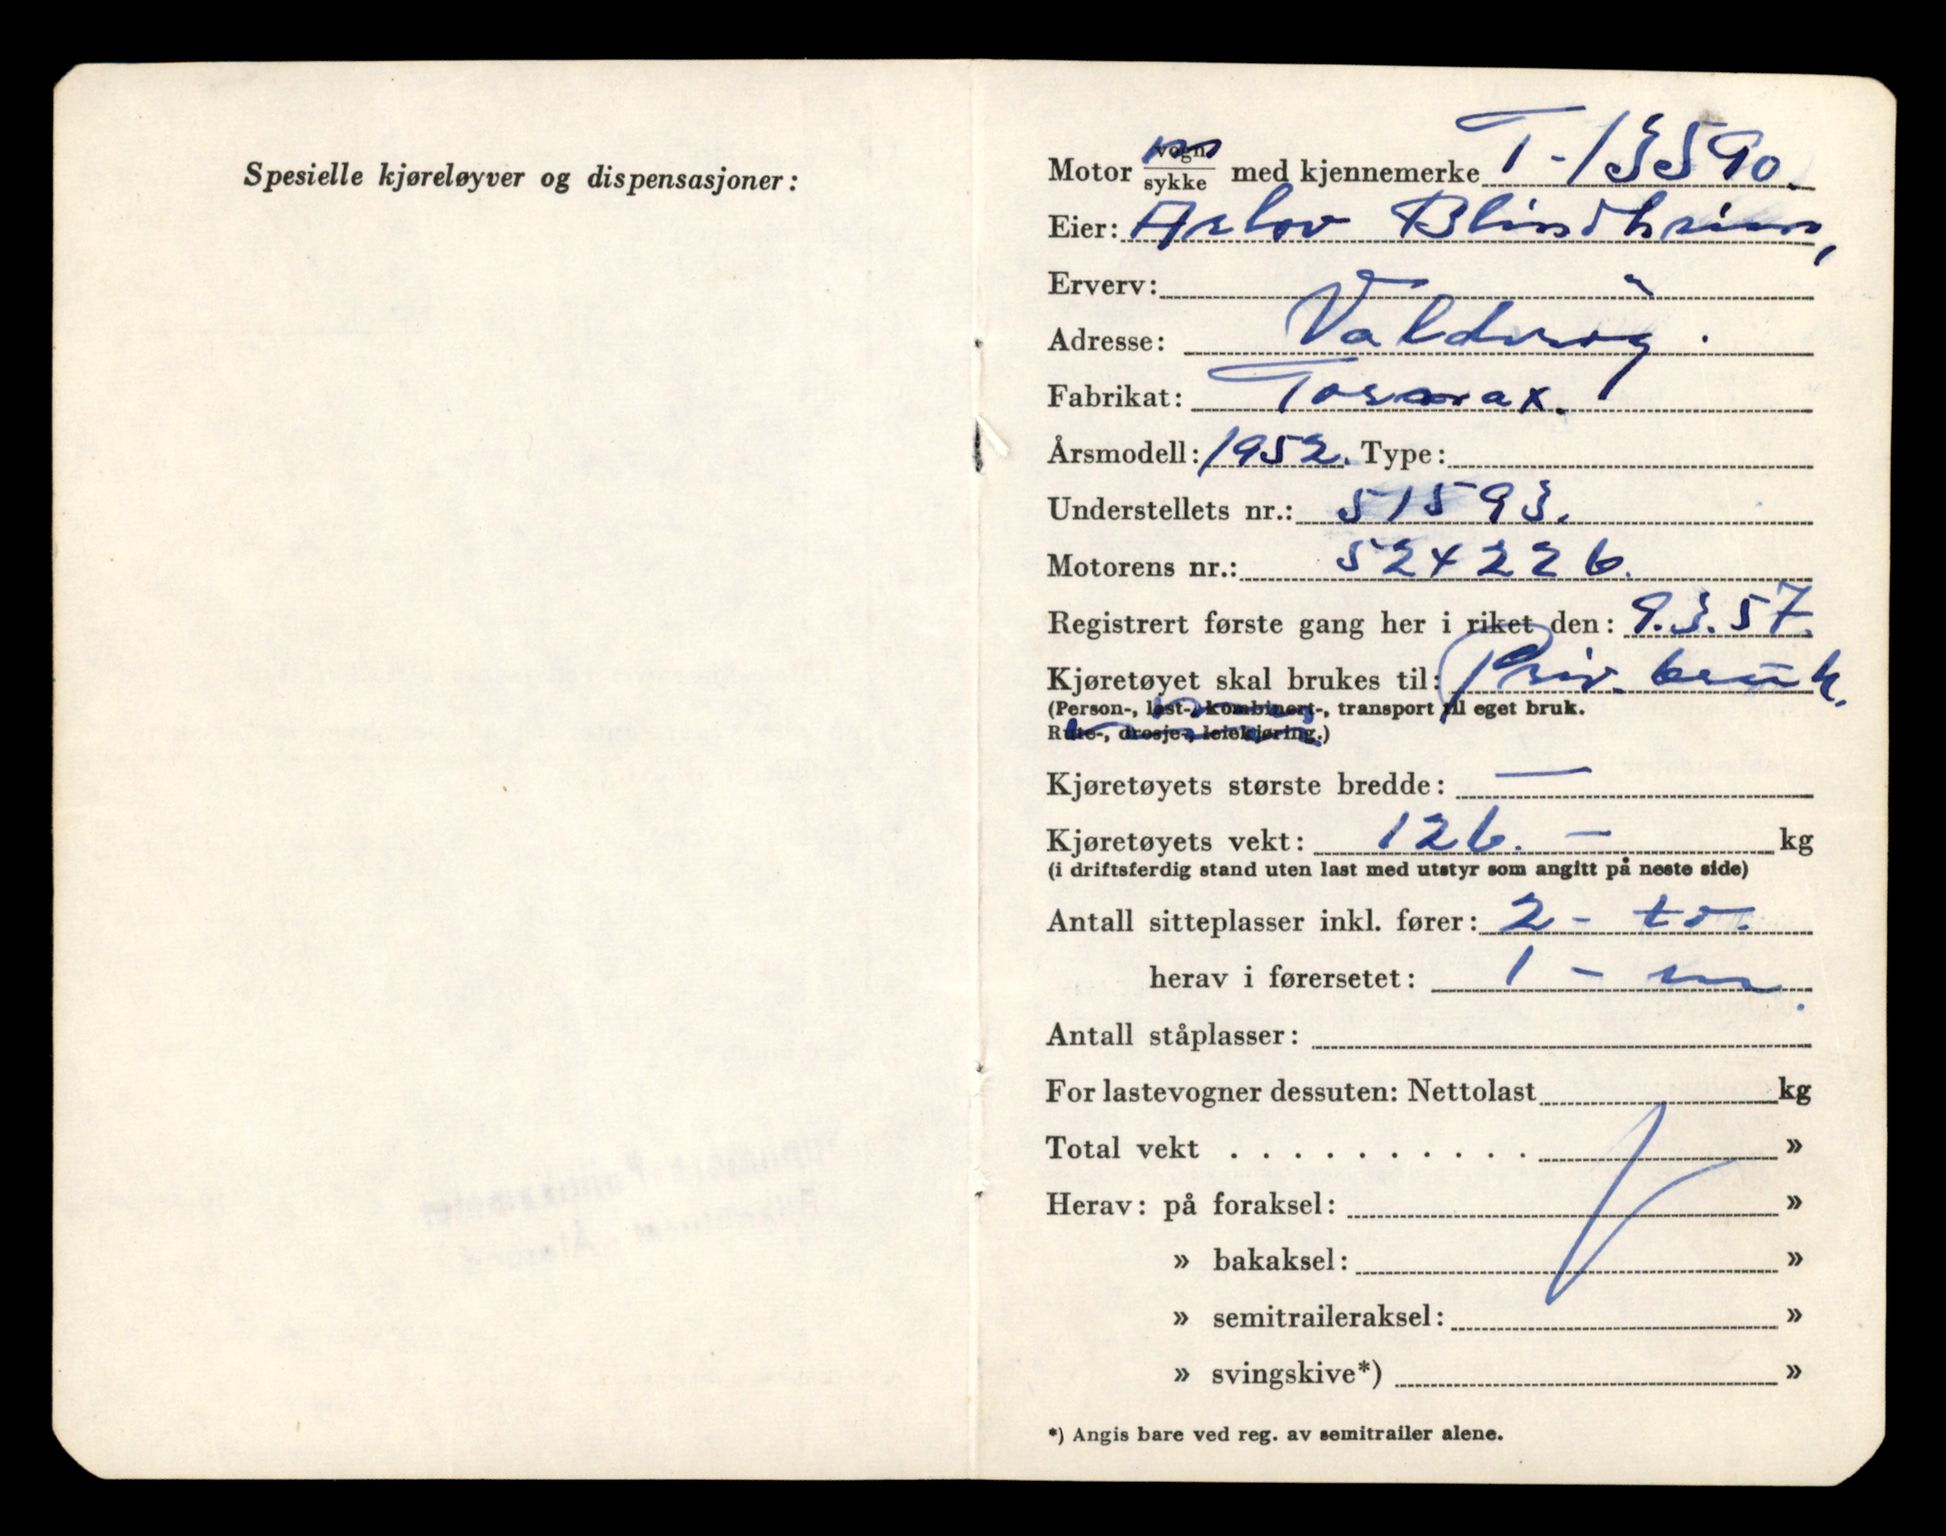 Spesielle kjøreløyver og dispensasjoner:
Motor vogn/sykke med kjennemerke T-13590.
Eier: Aslov Blindheim,
Erverv:
Adresse: Valderøy.
Fabrikat: Tormax.
Årsmodell: 1952. Type:
Understellets nr.: 51593.
Motorens nr.: 524226.
Registrert første gang her i riket den: 9.3.57.
Kjøretøyet skal brukes til: Priv. bruk.
(Person-, last-, kombinert-, transport til eget bruk.
Rute-, drosje-, leiekjøring.)
Kjøretøyets største bredde: —
Kjøretøyets vekt: 126. — kg
(i driftsferdig stand uten last med utstyr som angitt på neste side)
Antall sitteplasser inkl. fører: 2 - to.
herav i førersetet: 1 - en.
Antall ståplasser:
For lastevogner dessuten: Nettolast kg
Total vekt . . . . . . . . . . »
Herav: på foraksel: »
» bakaksel: »
» semitraileraksel: »
» svingskive*) »
*) Angis bare ved reg. av semitrailer alene.